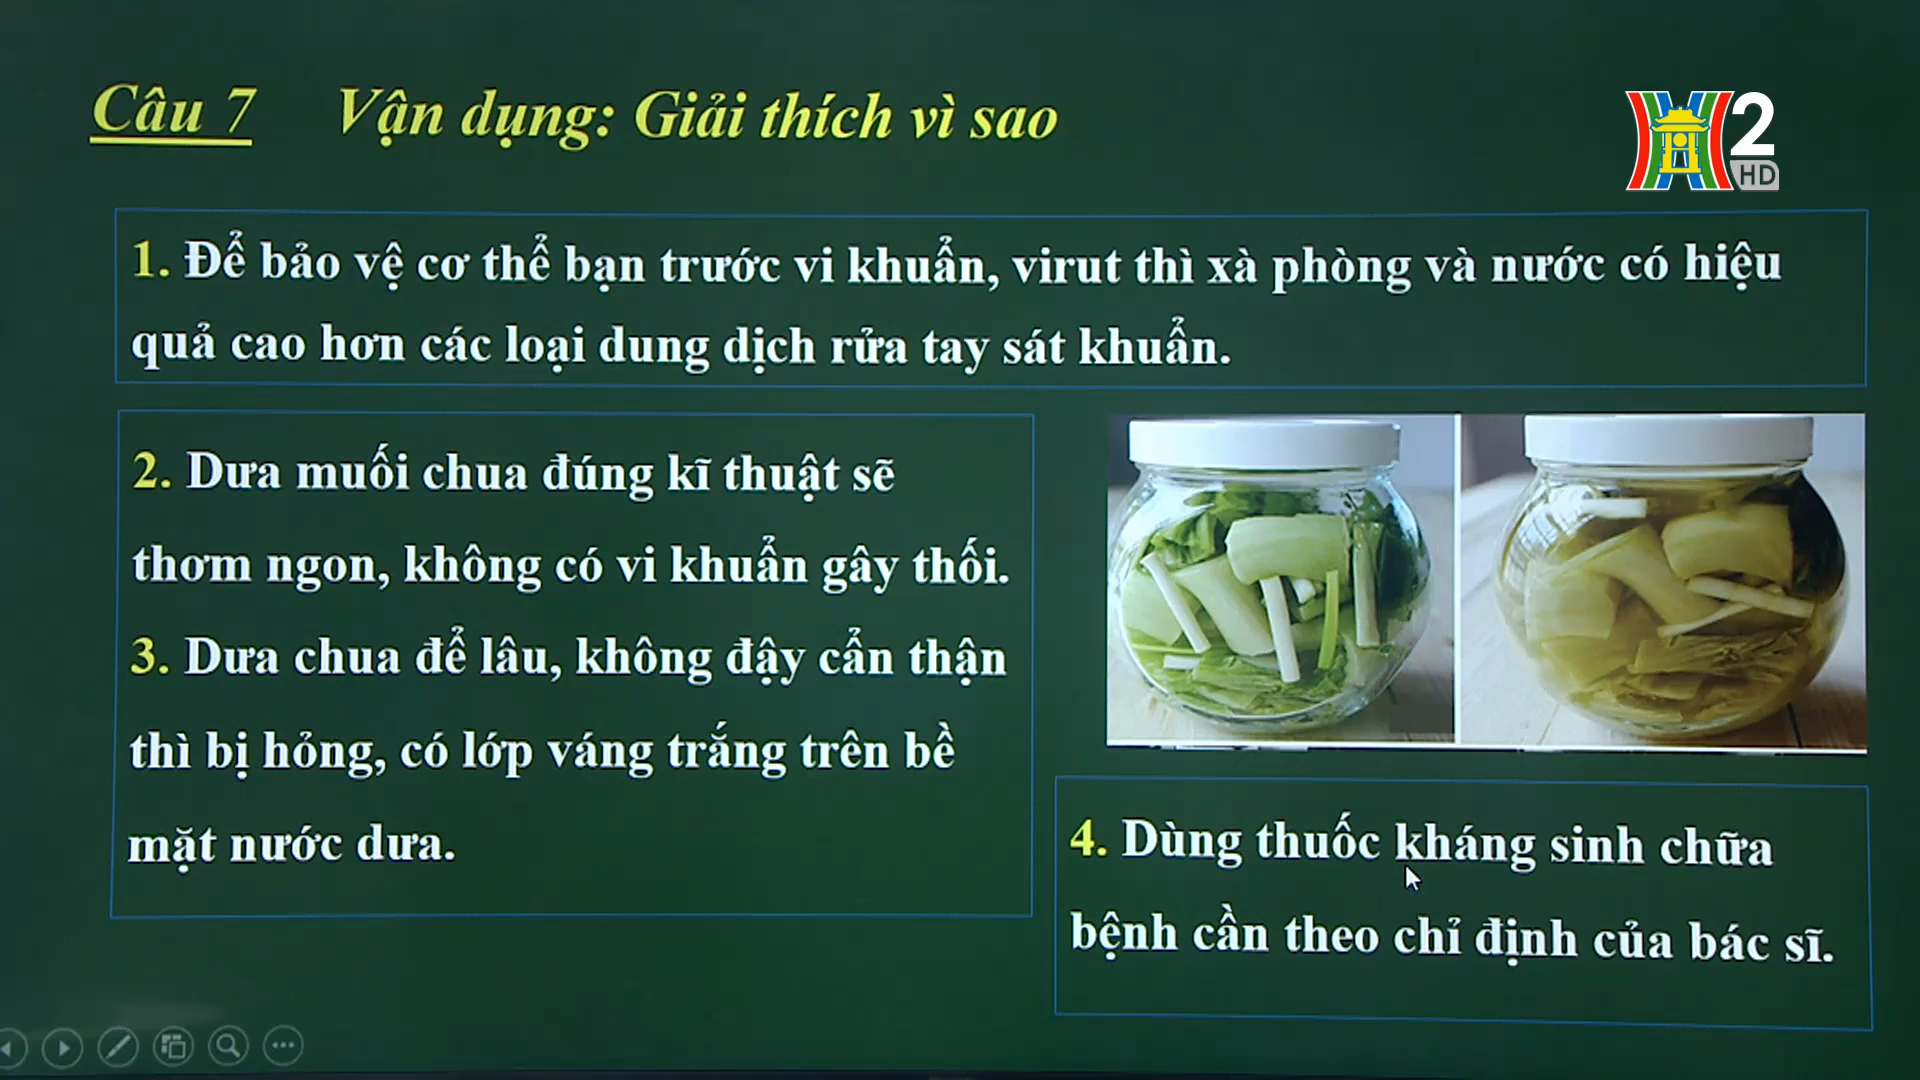 Câu 7 Vận dụng: Giải thích vì sao
2
HD
1. Để bảo vệ cơ thể bạn trước vi khuẩn, virut thì xà phòng và nước có hiệu
quả cao hơn các loại dung dịch rửa tay sát khuẩn.
2. Dưa muối chua đúng kĩ thuật sẽ
thơm ngon, không có vi khuẩn gây thối.
3. Dưa chua để lâu, không đậy cẩn thận
thì bị hỏng, có lớp váng trắng trên bề
mặt nước dưa.
4. Dùng thuốc kháng sinh chữa
bệnh cần theo chỉ định của bác sĩ.